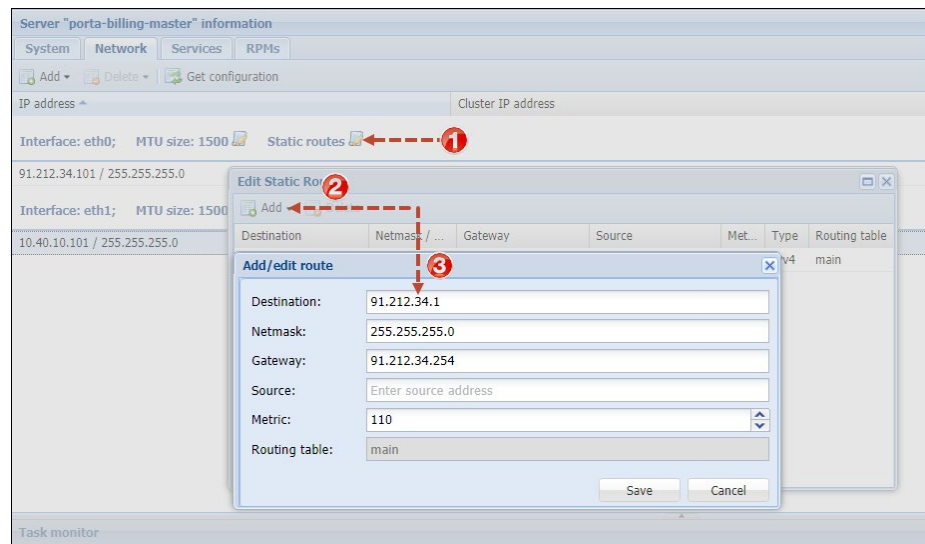 Server "porta-billing-master" information
System Network Services RPMs
Add Delete Get configuration
IP address Cluster IP address
Interface: eth0; MTU size: 1500 Static routes 1
91.212.34.101 / 255.255.255.0
Edit Static Rou 2
Interface: eth1; MTU size: 1500
Add
10.40.10.101 / 255.255.255.0
Destination Netmask / ... Gateway Source Met... Type Routing table
v4 main
Add/edit route 3
Destination: 91.212.34.1
Netmask: 255.255.255.0
Gateway: 91.212.34.254
Source: Enter source address
Metric: 110
Routing table: main
Save Cancel
Task monitor